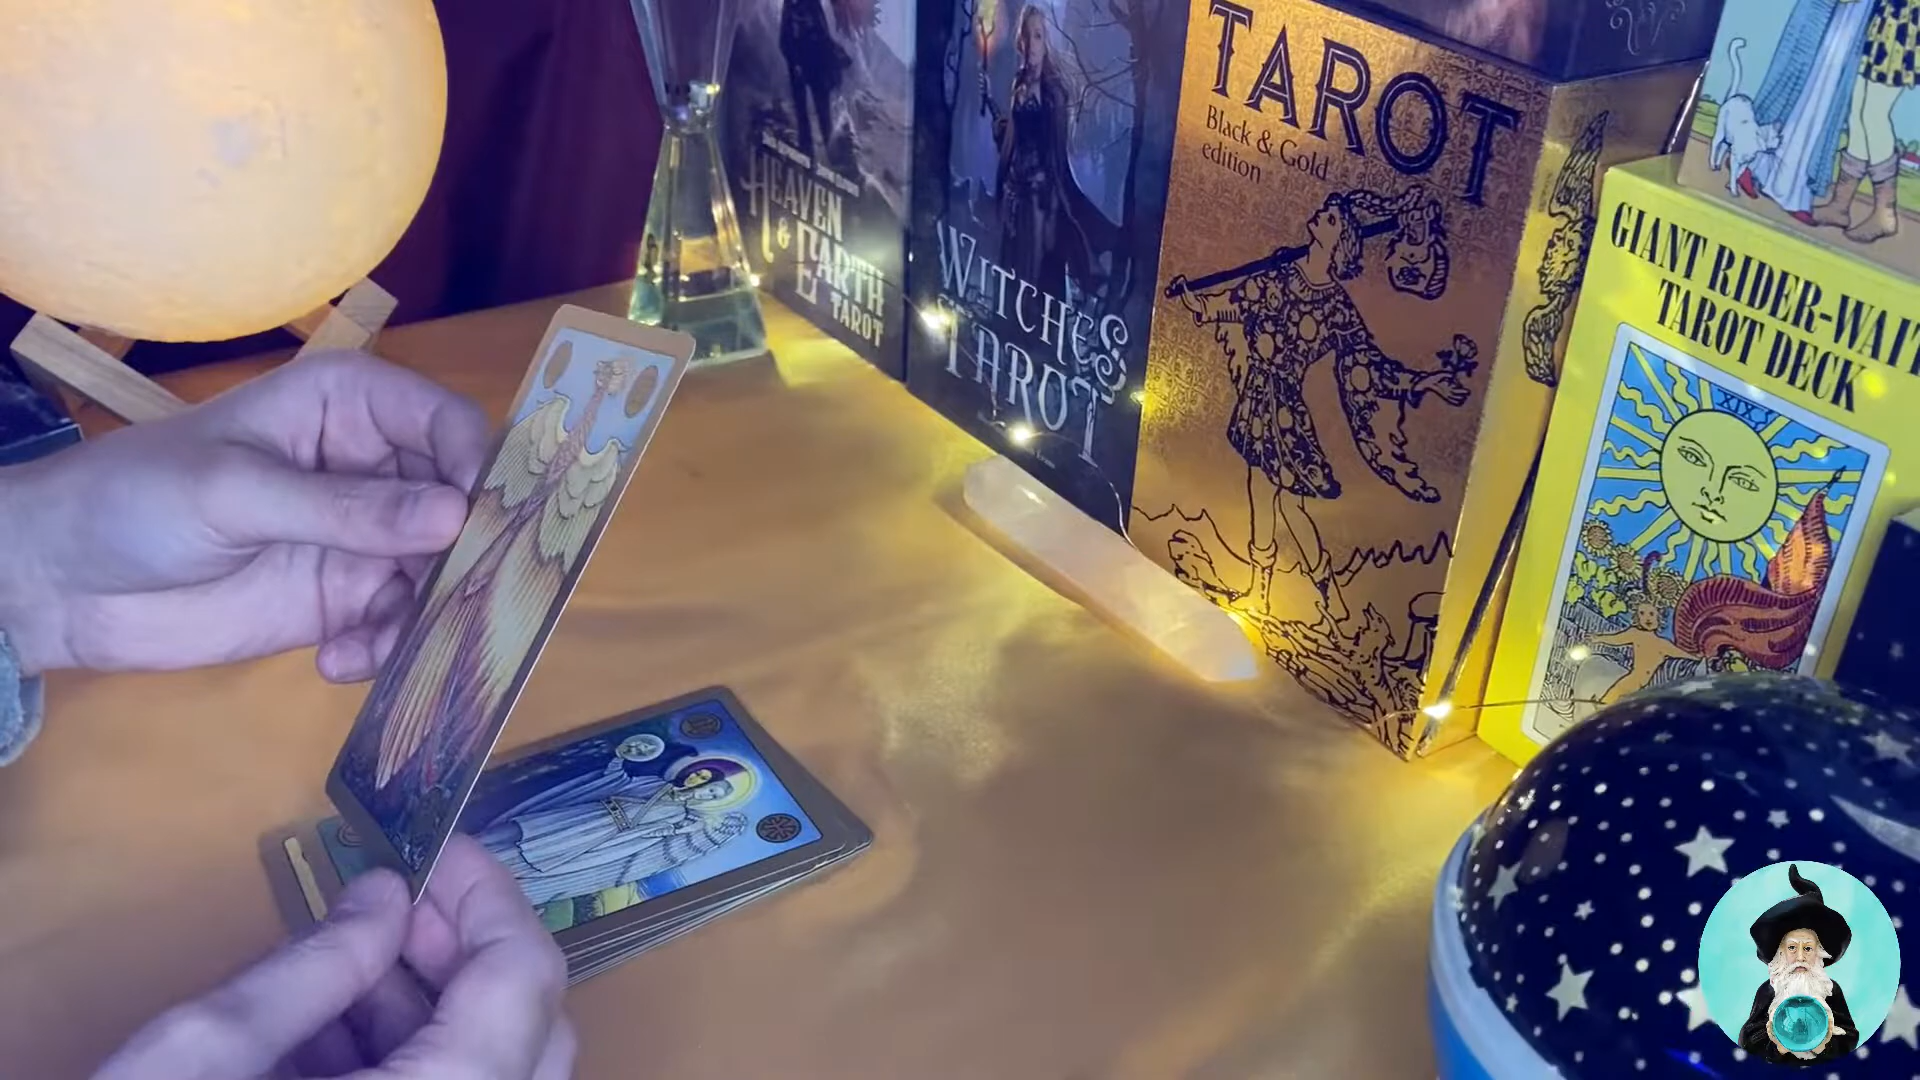 HEAVEN
& EARTH
TAROT
WITCHES
TAROT
TAROT
Black & Gold
edition
GIANT RIDER-WAIT
TAROT DECK
XIX